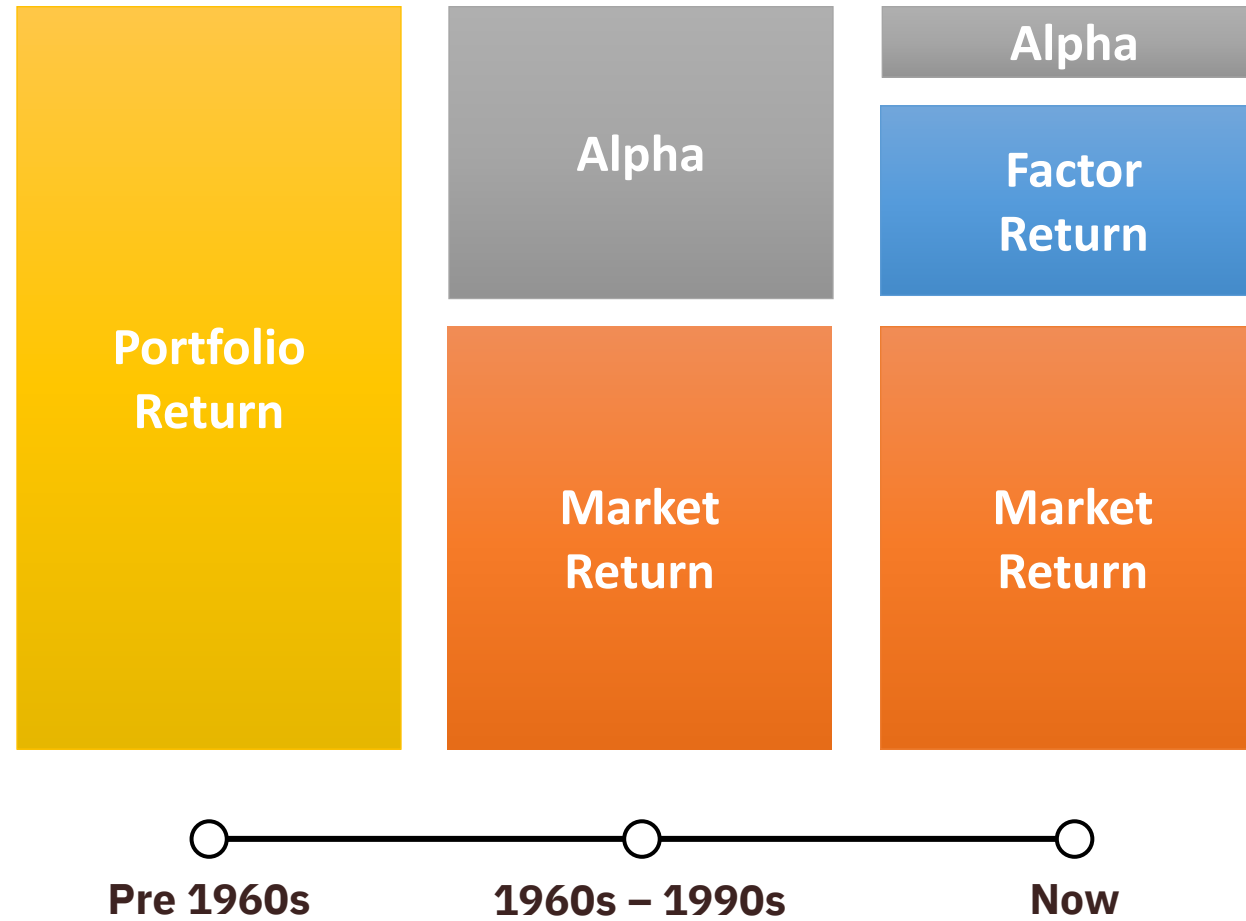 Portfolio
Return
Alpha
Market
Return
Alpha
Factor
Return
Market
Return
Pre 1960s
1960s – 1990s
Now